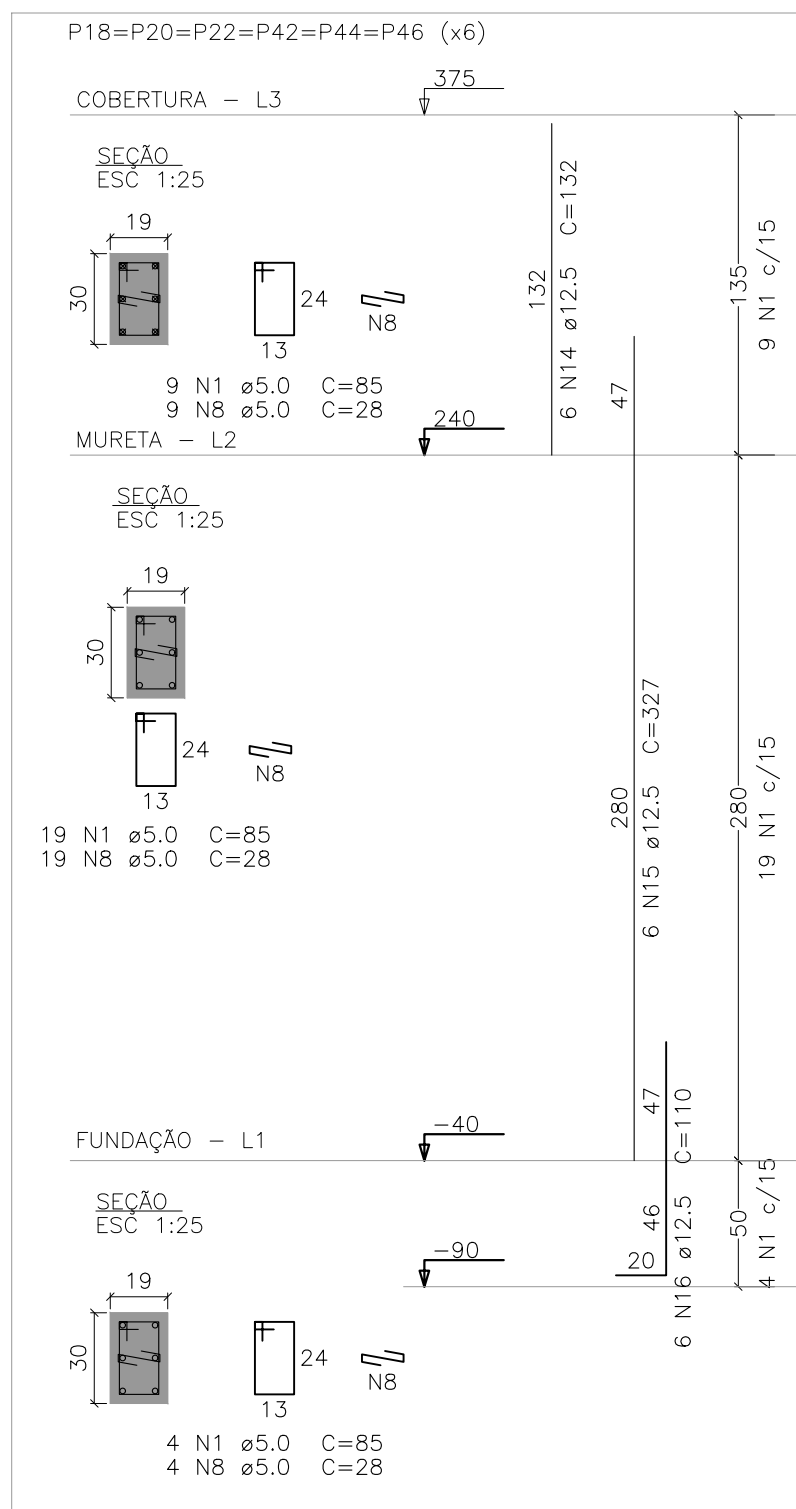 P18=P20=P22=P42=P44=P46 (x6)
375
COBERTURA - L3
SEÇÃO
ESC 1:25
19
30
24
13
N8
9 N1 ø5.0 C=85
9 N8 ø5.0 C=28
132
6 N14 ø12.5 C=132
135
9 N1 c/15
47
240
MURETA - L2
SEÇÃO
ESC 1:25
19
30
24
13
N8
19 N1 ø5.0 C=85
19 N8 ø5.0 C=28
280
6 N15 ø12.5 C=327
280
19 N1 c/15
-40
FUNDAÇÃO - L1
47
46
20
6 N16 ø12.5 C=110
50
4 N1 c/15
-90
SEÇÃO
ESC 1:25
19
30
24
13
N8
4 N1 ø5.0 C=85
4 N8 ø5.0 C=28